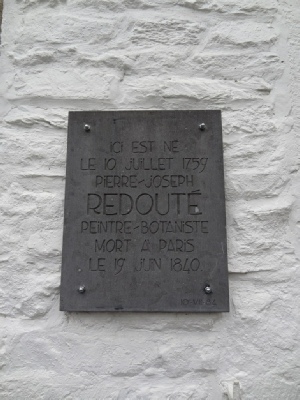 ICI EST NÉ
LE 10 JUILLET 1759
PIERRE-JOSEPH
REDOUTÉ
PEINTRE-BOTANISTE
MORT A PARIS
LE 19 JUIN 1840